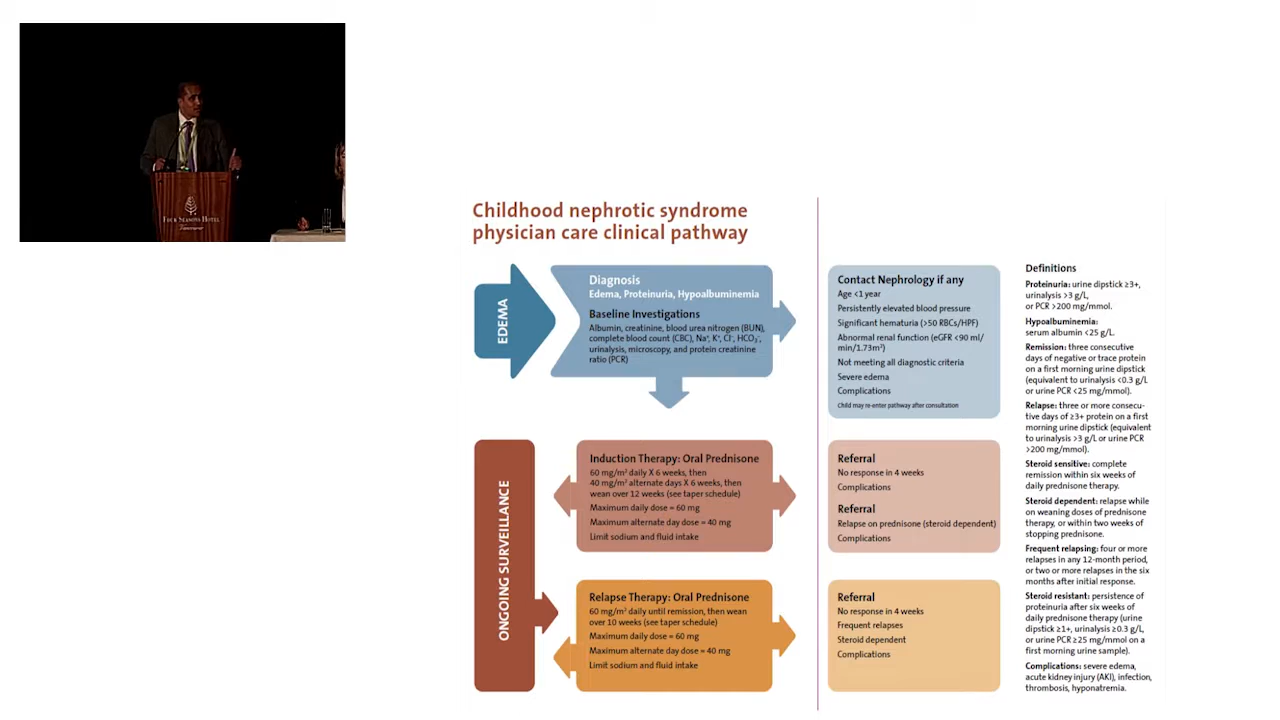 FOUR SEASONS HOTEL
Vancouver
Childhood nephrotic syndrome
physician care clinical pathway
EDEMA
Diagnosis
Edema, Proteinuria, Hypoalbuminemia
Baseline Investigations
Albumin, creatinine, blood urea nitrogen (BUN),
complete blood count (CBC), Na⁺, K⁺, Cl⁻, HCO₃⁻,
urinalysis, microscopy, and protein creatinine
ratio (PCR)
Contact Nephrology if any
Age <1 year
Persistently elevated blood pressure
Significant hematuria (>50 RBCs/HPF)
Abnormal renal function (eGFR <90 ml/
min/1.73m²)
Not meeting all diagnostic criteria
Severe edema
Complications
Child may re-enter pathway after consultation
ONGOING SURVEILLANCE
Induction Therapy: Oral Prednisone
60 mg/m² daily X 6 weeks, then
40 mg/m² alternate days X 6 weeks, then
wean over 12 weeks (see taper schedule)
Maximum daily dose = 60 mg
Maximum alternate day dose = 40 mg
Limit sodium and fluid intake
Referral
No response in 4 weeks
Complications
Referral
Relapse on prednisone (steroid dependent)
Complications
Relapse Therapy: Oral Prednisone
60 mg/m² daily until remission, then wean
over 10 weeks (see taper schedule)
Maximum daily dose = 60 mg
Maximum alternate day dose = 40 mg
Limit sodium and fluid intake
Referral
No response in 4 weeks
Frequent relapses
Steroid dependent
Complications
Definitions
Proteinuria: urine dipstick ≥3+,
urinalysis >3 g/L,
or PCR >200 mg/mmol.
Hypoalbuminemia:
serum albumin <25 g/L.
Remission: three consecutive
days of negative or trace protein
on a first morning urine dipstick
(equivalent to urinalysis <0.3 g/L
or urine PCR <25 mg/mmol).
Relapse: three or more consecu-
tive days of ≥3+ protein on a first
morning urine dipstick (equivalent
to urinalysis >3 g/L or urine PCR
>200 mg/mmol).
Steroid sensitive: complete
remission within six weeks of
daily prednisone therapy.
Steroid dependent: relapse while
on weaning doses of prednisone
therapy, or within two weeks of
stopping prednisone.
Frequent relapsing: four or more
relapses in any 12-month period,
or two or more relapses in the six
months after initial response.
Steroid resistant: persistence of
proteinuria after six weeks of
daily prednisone therapy (urine
dipstick ≥1+, urinalysis ≥0.3 g/L,
or urine PCR ≥25 mg/mmol on a
first morning urine sample).
Complications: severe edema,
acute kidney injury (AKI), infection,
thrombosis, hyponatremia.